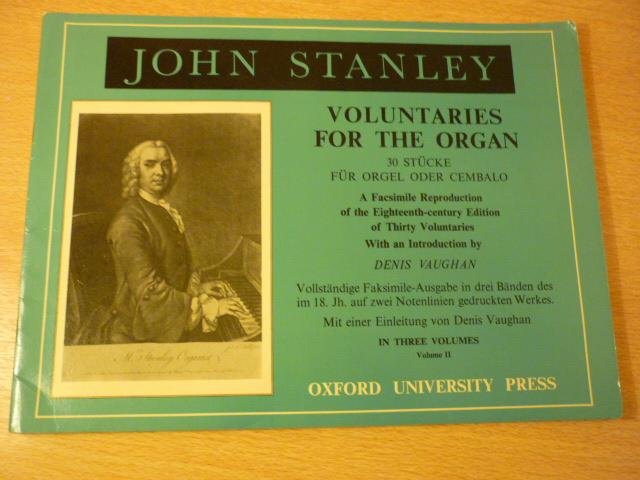 JOHN STANLEY
VOLUNTARIES
FOR THE ORGAN
30 STÜCKE
FÜR ORGEL ODER CEMBALO
A Facsimile Reproduction
of the Eighteenth-century Edition
of Thirty Voluntaries
With an Introduction by
DENIS VAUGHAN
Vollständige Faksimile-Ausgabe in drei Bänden des
im 18. Jh. auf zwei Notenlinien gedruckten Werkes.
Mit einer Einleitung von Denis Vaughan
IN THREE VOLUMES
Volume II
OXFORD UNIVERSITY PRESS
M. Stanley Organist